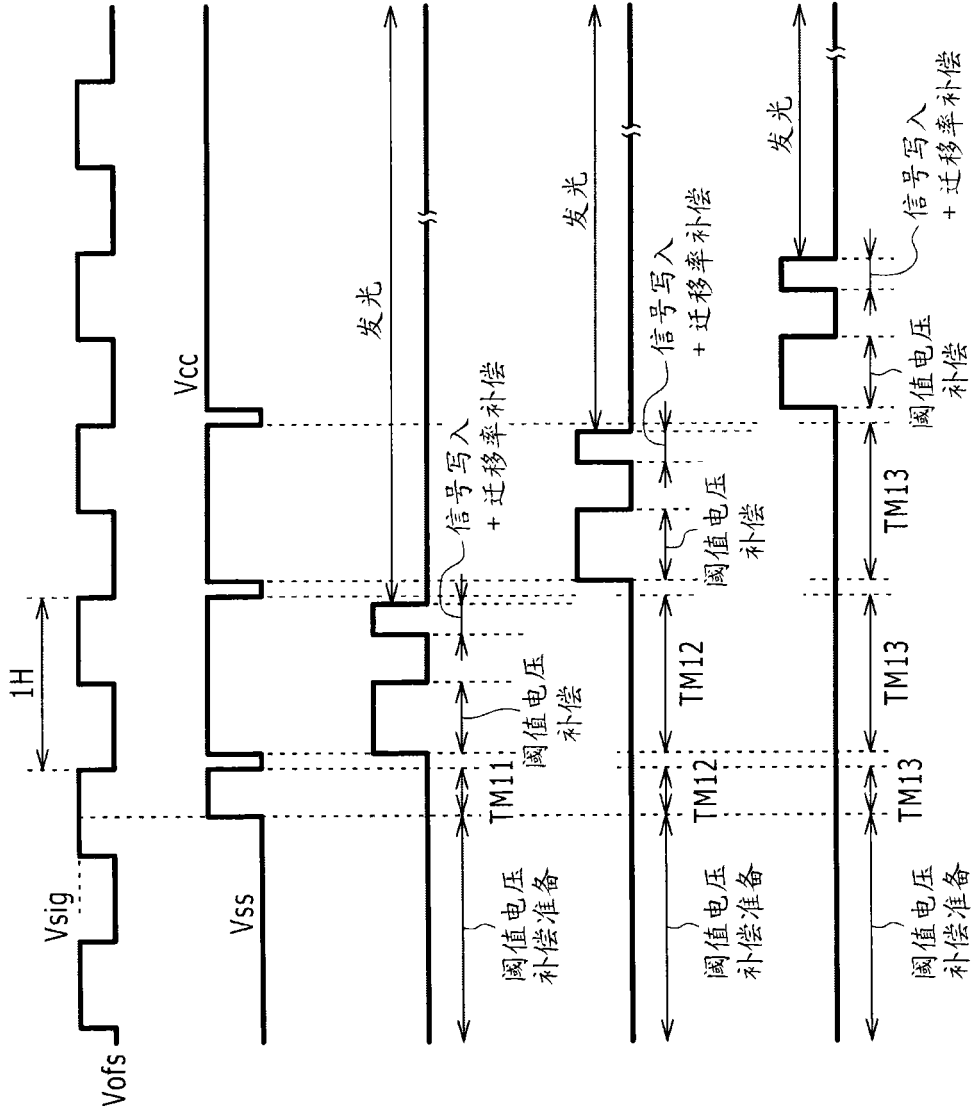 Vsig
Vofs
1H
Vss
Vcc
发光
信号写入
+ 迁移率补偿
阈值电压
补偿
TM11
阈值电压
补偿准备
发光
信号写入
+ 迁移率补偿
阈值电压
补偿
TM12
TM12
阈值电压
补偿准备
发光
信号写入
+ 迁移率补偿
阈值电压
补偿
TM13
TM13
TM13
阈值电压
补偿准备